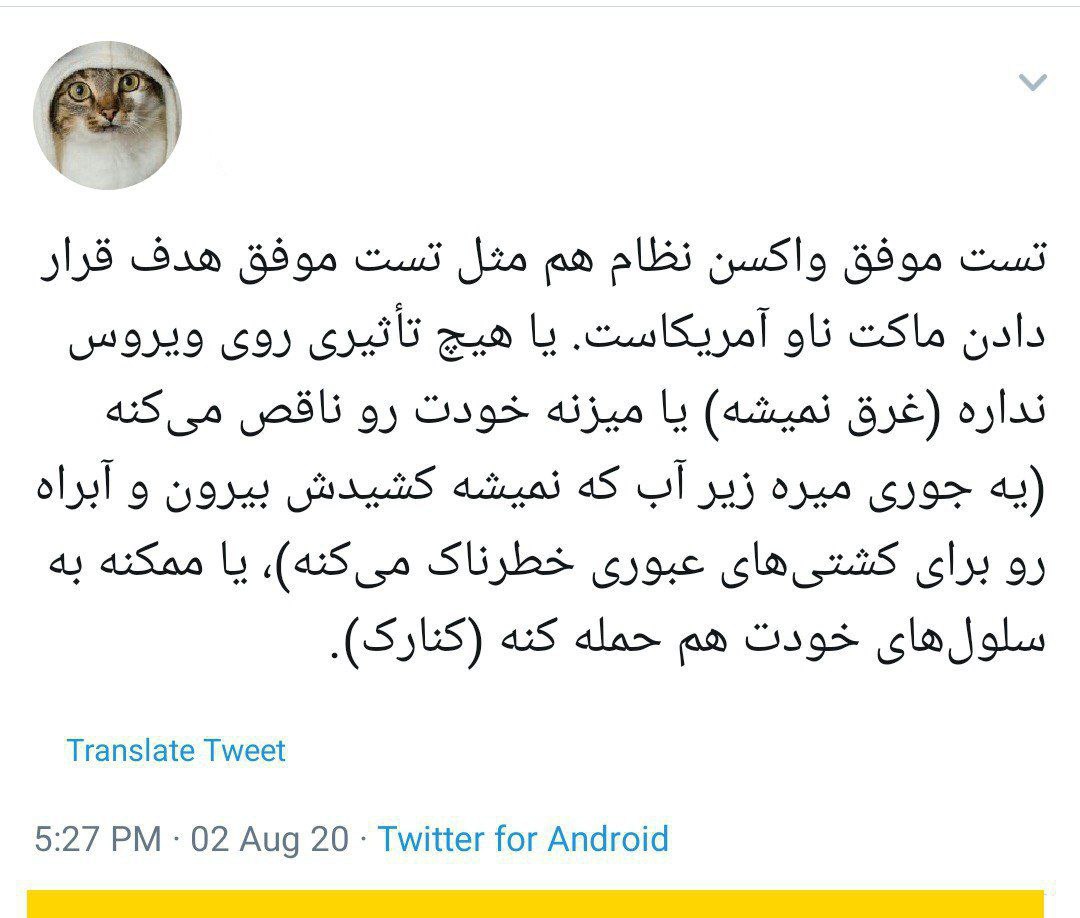 تست موفق واکسن نظام هم مثل تست موفق هدف قرار
دادن ماکت ناو آمریکاست. یا هیچ تأثیری روی ویروس
نداره (غرق نمیشه) یا میزنه خودت رو ناقص می‌کنه
(یه جوری میره زیر آب که نمیشه کشیدش بیرون و آبراه
رو برای کشتی‌های عبوری خطرناک می‌کنه)، یا ممکنه به
سلول‌های خودت هم حمله کنه (کنارک).
Translate Tweet
5:27 PM · 02 Aug 20 · Twitter for Android